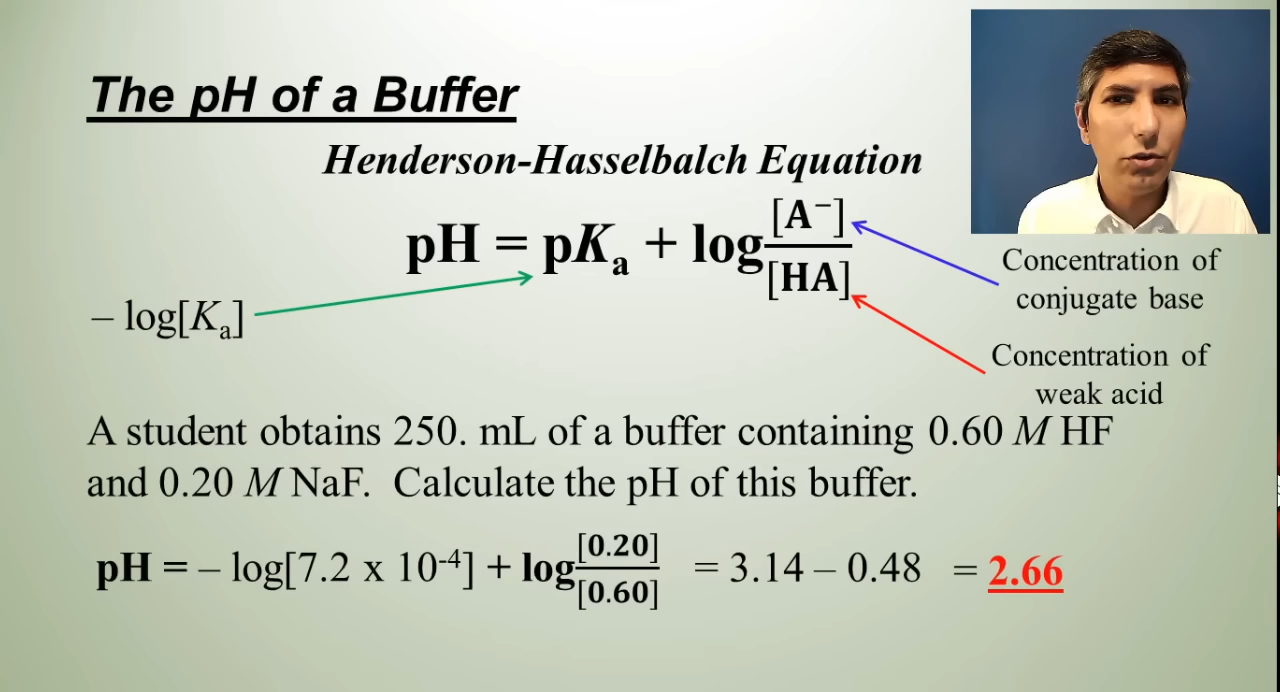 The pH of a Buffer
Henderson-Hasselbalch Equation
pH = pKₐ + log [A⁻] / [HA]
– log[Kₐ]
Concentration of
conjugate base
Concentration of
weak acid
A student obtains 250. mL of a buffer containing 0.60 M HF
and 0.20 M NaF. Calculate the pH of this buffer.
pH = – log[7.2 x 10⁻⁴] + log [0.20] / [0.60] = 3.14 – 0.48 = 2.66